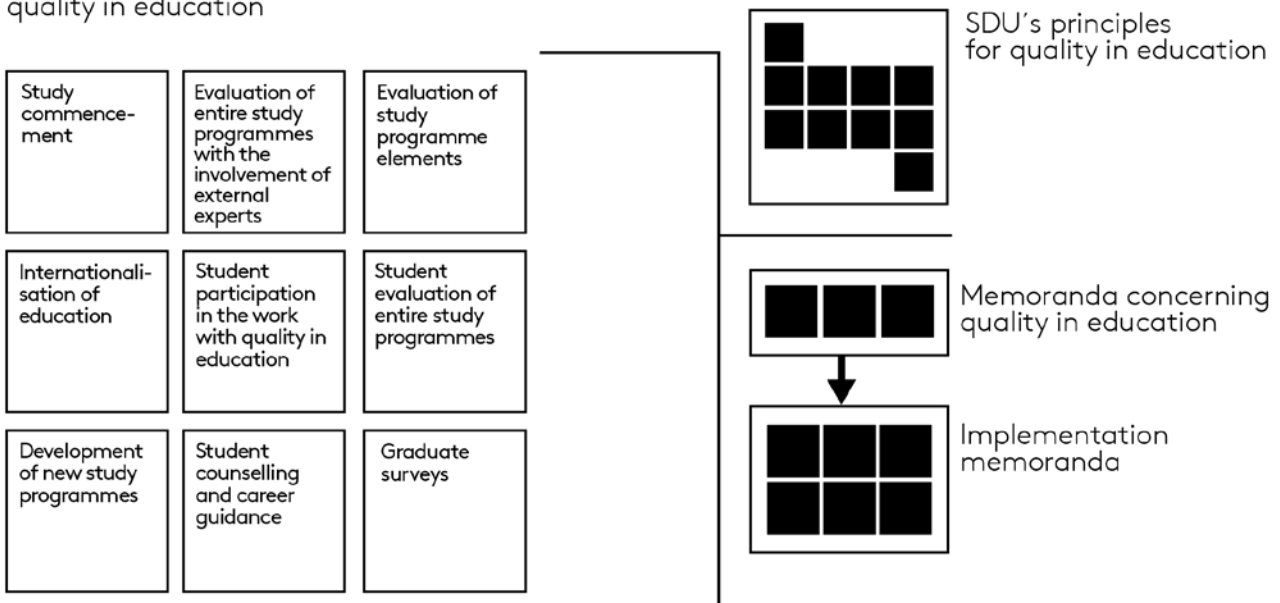 quality in education
Study
commence-
ment
Evaluation of
entire study
programmes
with the
involvement of
external
experts
Evaluation of
study
programme
elements
Internationali-
sation of
education
Student
participation
in the work
with quality in
education
Student
evaluation of
entire study
programmes
Development
of new study
programmes
Student
counselling
and career
guidance
Graduate
surveys
SDU´s principles
for quality in education
Memoranda concerning
quality in education
Implementation
memoranda